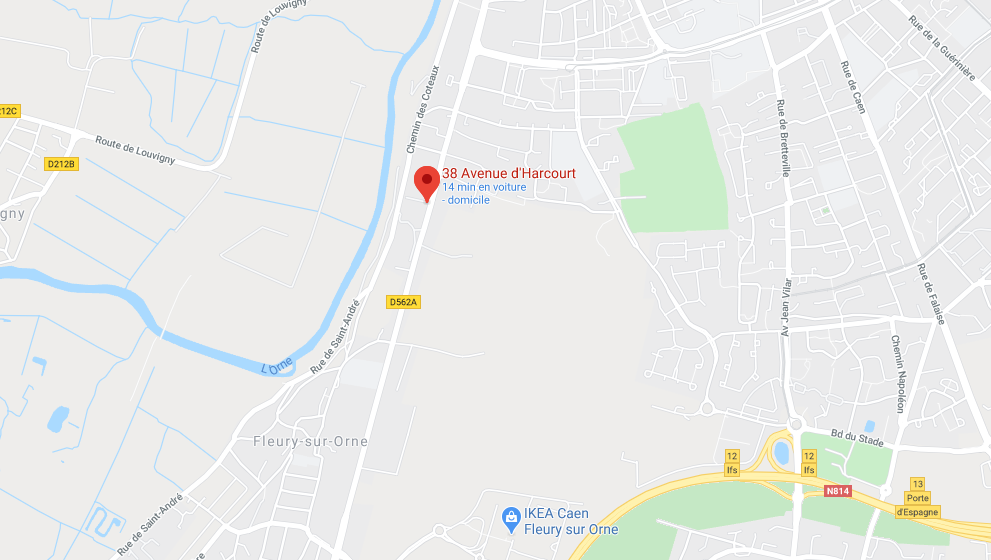 Route de Louvigny
Rue de la Guérinière
Rue de Caen
Chemin des Coteaux
212C
Rue de Bretteville
Route de Louvigny
D212B
38 Avenue d'Harcourt
14 min en voiture
- domicile
gny
Rue de Falaise
Av Jean Vilar
D562A
Rue de Saint-André
Chemin Napoléon
L'Orne
Fleury-sur-Orne
Bd du Stade
12
Ifs
12
Ifs
N814
13
Porte
d'Espagne
Rue de Saint-André
IKEA Caen
Fleury sur Orne